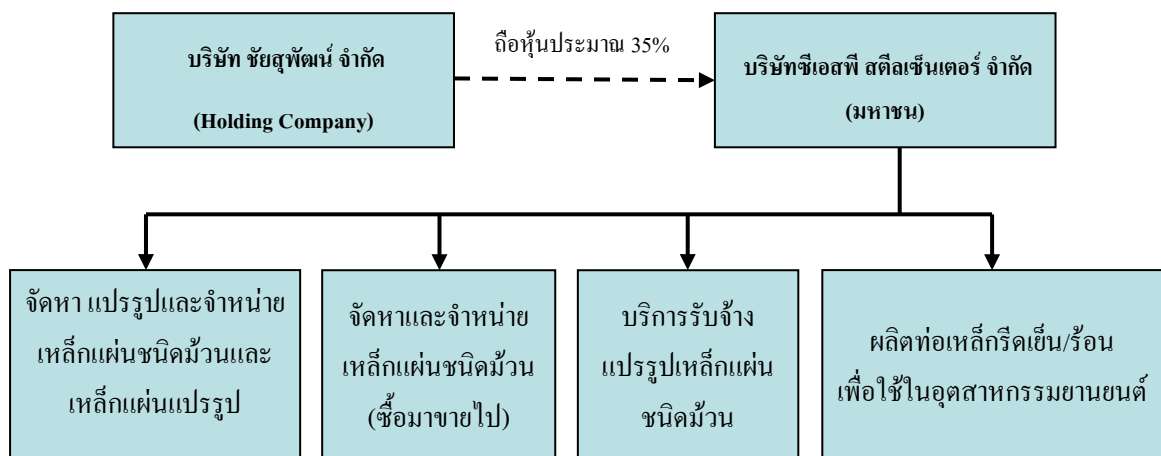 บริษัท ชัยสุพัฒน์ จำกัด
(Holding Company)
ถือหุ้นประมาณ 35%
บริษัทซีเอสพี สตีลเซ็นเตอร์ จำกัด
(มหาชน)
จัดหา แปรรูปและจำหน่าย
เหล็กแผ่นชนิดม้วนและ
เหล็กแผ่นแปรรูป
จัดหาและจำหน่าย
เหล็กแผ่นชนิดม้วน
(ซื้อมาขายไป)
บริการรับจ้าง
แปรรูปเหล็กแผ่น
ชนิดม้วน
ผลิตท่อเหล็กรีดเย็น/ร้อน
เพื่อใช้ในอุตสาหกรรมยานยนต์